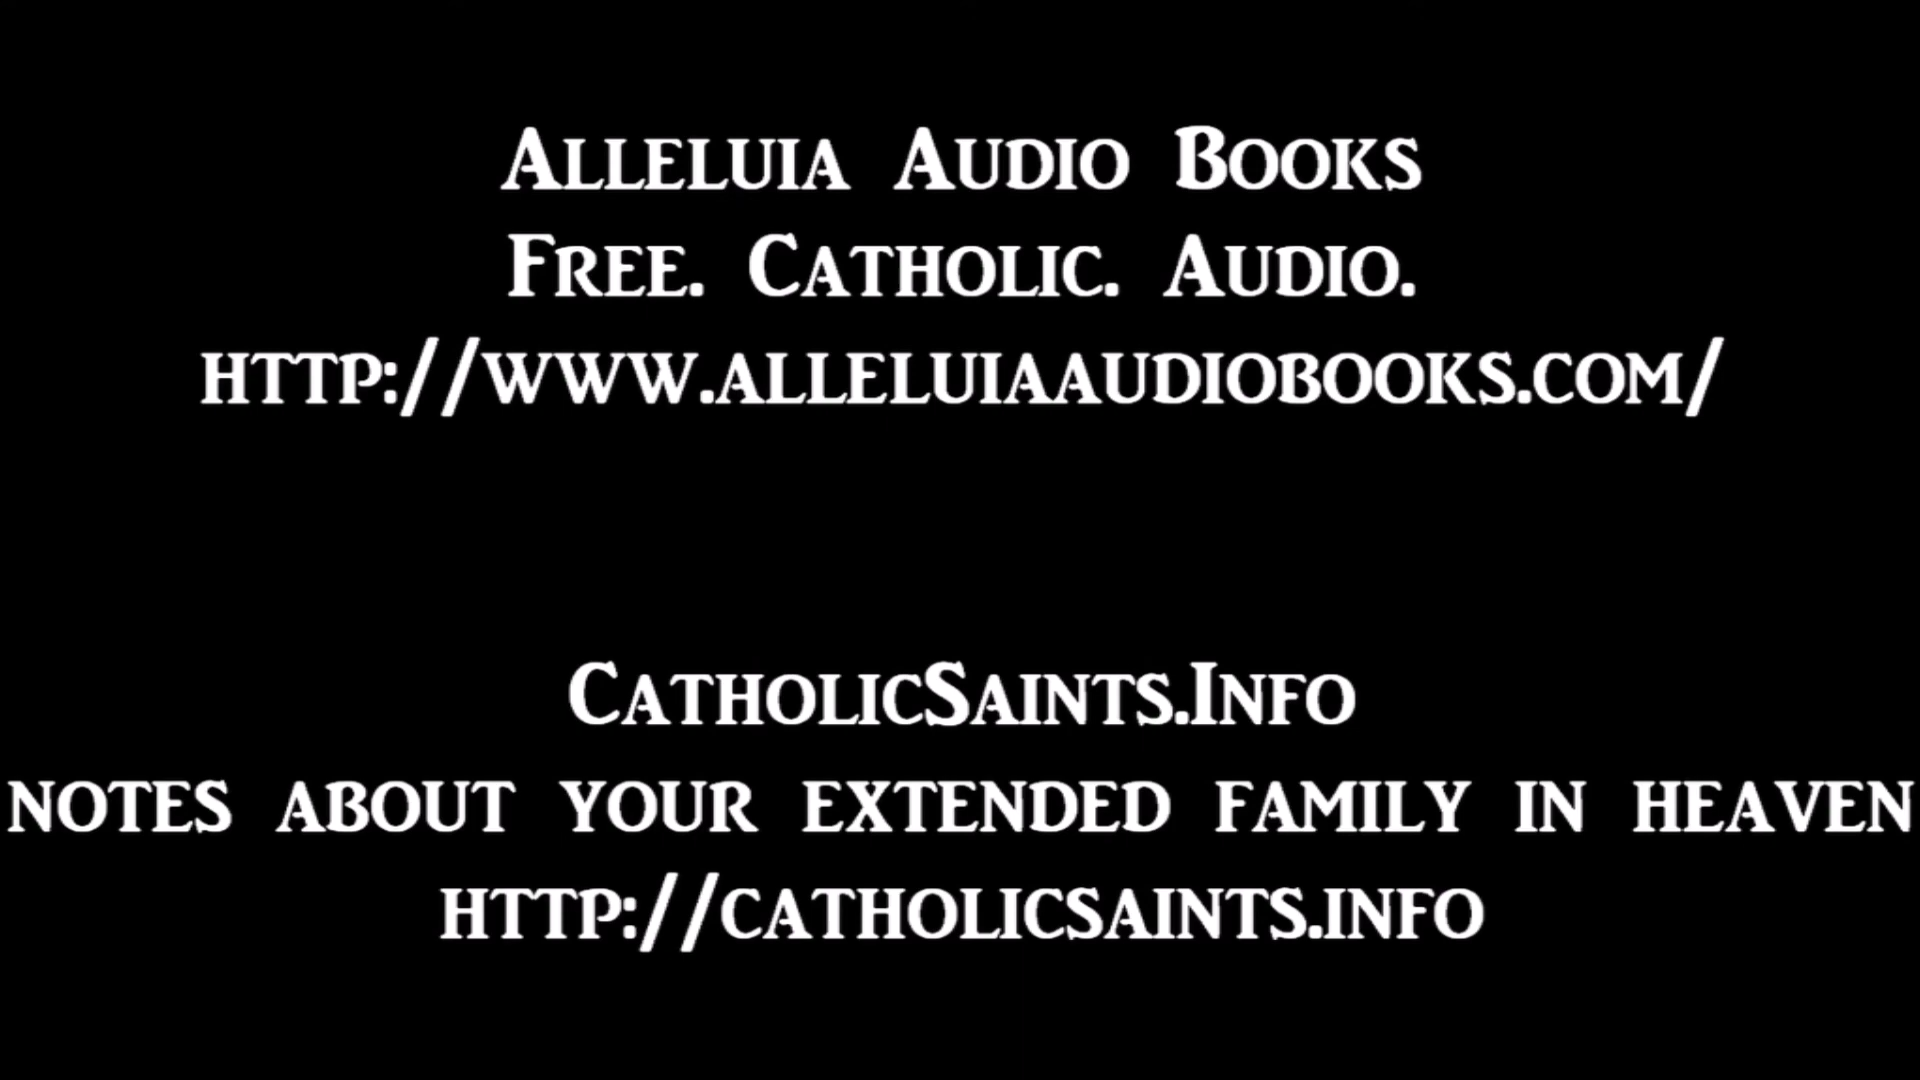 Alleluia Audio Books
Free. Catholic. Audio.
http://www.alleluiaaudiobooks.com/
CatholicSaints.Info
notes about your extended family in heaven
http://catholicsaints.info